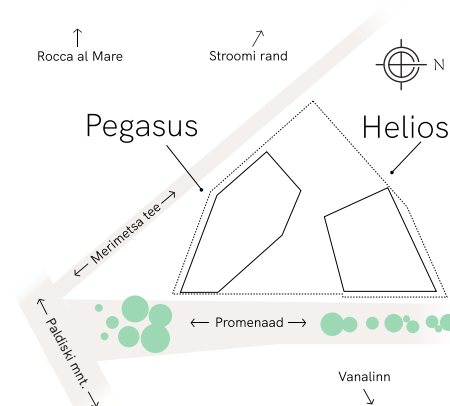 Rocca al Mare
Stroomi rand
N
Pegasus
Helios
Merimetsa tee
Promenaad
Paldiski mnt.
Vanalinn